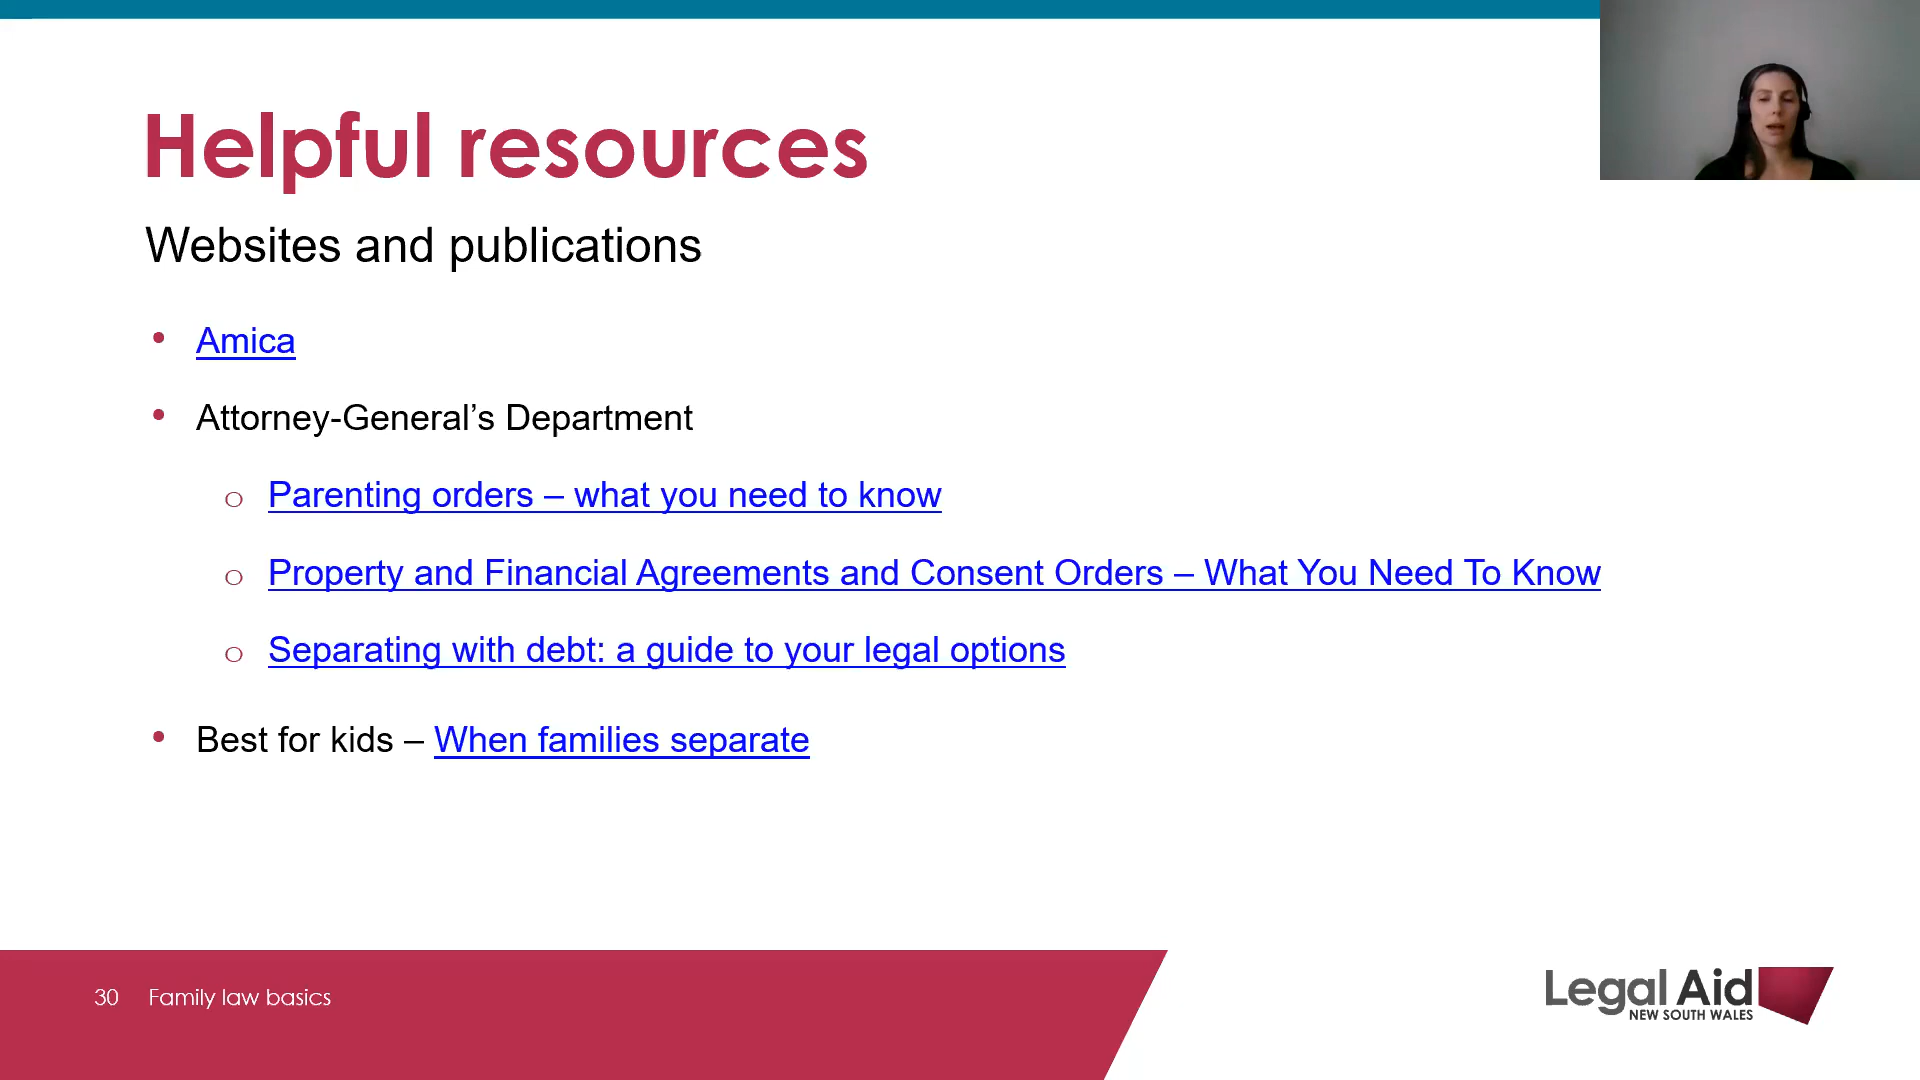 Helpful resources
Websites and publications
• Amica
• Attorney-General’s Department
o Parenting orders – what you need to know
o Property and Financial Agreements and Consent Orders – What You Need To Know
o Separating with debt: a guide to your legal options
• Best for kids – When families separate
30 Family law basics
Legal Aid
NEW SOUTH WALES